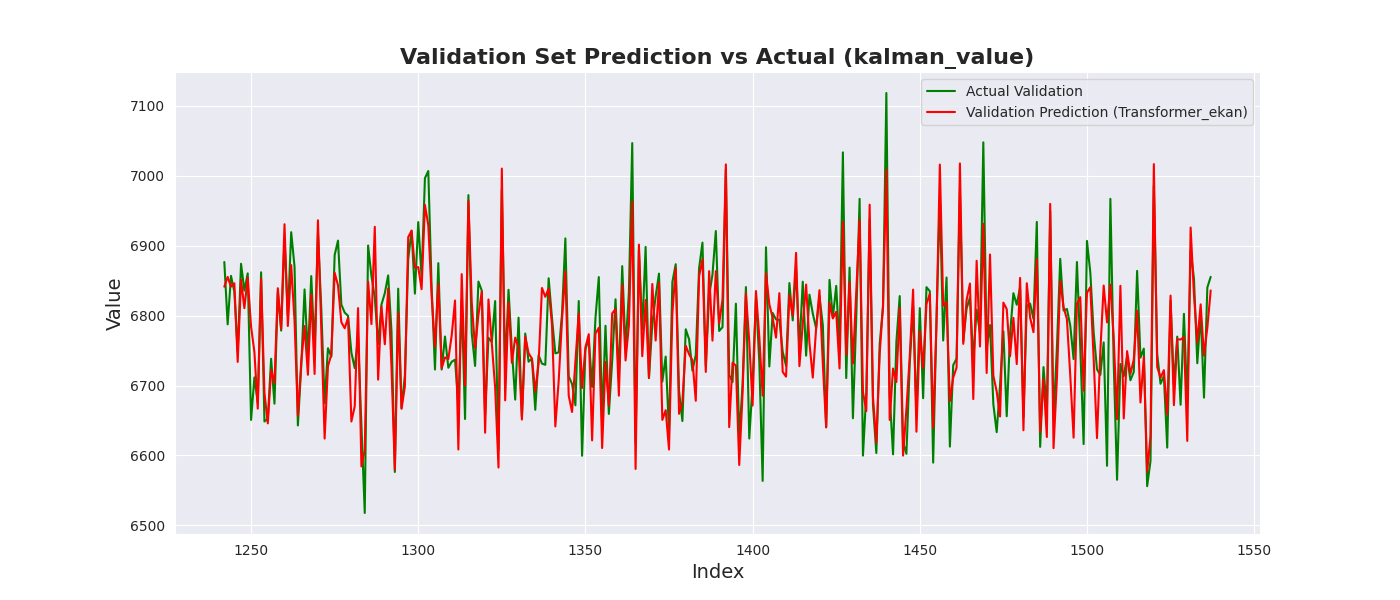 Validation Set Prediction vs Actual (kalman_value)
Actual Validation
Validation Prediction (Transformer_ekan)
Value
7100
7000
6900
6800
6700
6600
6500
1250
1300
1350
1400
1450
1500
1550
Index